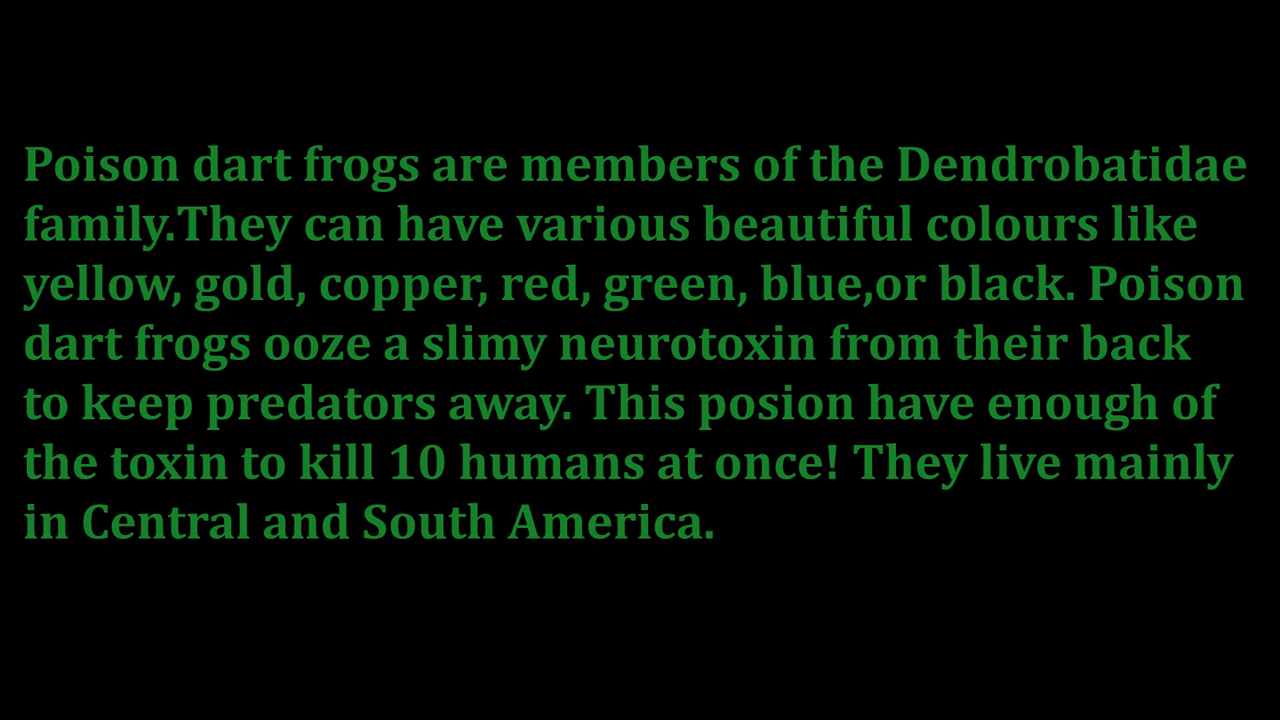 Poison dart frogs are members of the Dendrobatidae
family.They can have various beautiful colours like
yellow, gold, copper, red, green, blue,or black. Poison
dart frogs ooze a slimy neurotoxin from their back
to keep predators away. This posion have enough of
the toxin to kill 10 humans at once! They live mainly
in Central and South America.